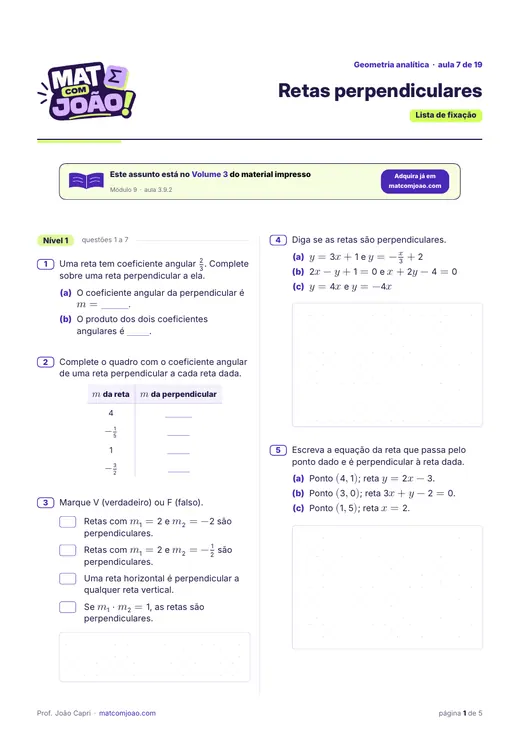 MAT Σ
COM
JOÃO!
Geometria analítica · aula 7 de 19
Retas perpendiculares
Lista de fixação
Este assunto está no Volume 3 do material impresso
Módulo 9 · aula 3.9.2
Adquira já em
matcomjoao.com
Nível 1 questões 1 a 7
1 Uma reta tem coeficiente angular 2/3. Complete
sobre uma reta perpendicular a ela.
(a) O coeficiente angular da perpendicular é
m = _____.
(b) O produto dos dois coeficientes
angulares é _____.
2 Complete o quadro com o coeficiente angular
de uma reta perpendicular a cada reta dada.
m da reta m da perpendicular
4 _____
−1/5 _____
1 _____
−3/2 _____
3 Marque V (verdadeiro) ou F (falso).
Retas com m₁ = 2 e m₂ = −2 são
perpendiculares.
Retas com m₁ = 2 e m₂ = −1/2 são
perpendiculares.
Uma reta horizontal é perpendicular a
qualquer reta vertical.
Se m₁ · m₂ = 1, as retas são
perpendiculares.
4 Diga se as retas são perpendiculares.
(a) y = 3x + 1 e y = −x/3 + 2
(b) 2x − y + 1 = 0 e x + 2y − 4 = 0
(c) y = 4x e y = −4x
5 Escreva a equação da reta que passa pelo
ponto dado e é perpendicular à reta dada.
(a) Ponto (4, 1); reta y = 2x − 3.
(b) Ponto (3, 0); reta 3x + y − 2 = 0.
(c) Ponto (1, 5); reta x = 2.
Prof. João Capri · matcomjoao.com
página 1 de 5